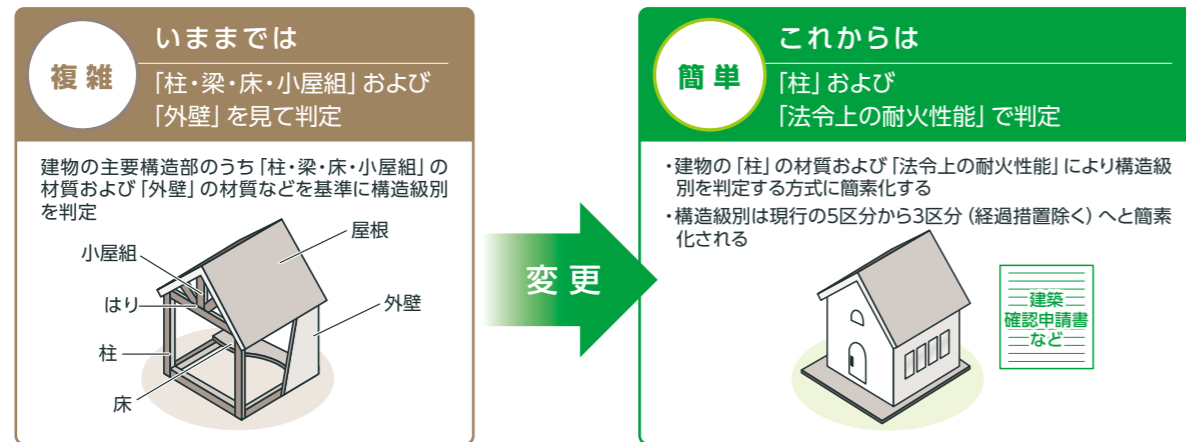 複雑
いままでは
「柱・梁・床・小屋組」および
「外壁」を見て判定
建物の主要構造部のうち「柱・梁・床・小屋組」の
材質および「外壁」の材質などを基準に構造級別
を判定
屋根
小屋組
はり
外壁
柱
床
変更
簡単
これからは
「柱」および
「法令上の耐火性能」で判定
・建物の「柱」の材質および「法令上の耐火性能」により構造級
別を判定する方式に簡素化する
・構造級別は現行の5区分から3区分（経過措置除く）へと簡素
化される
建築
確認申請書
など